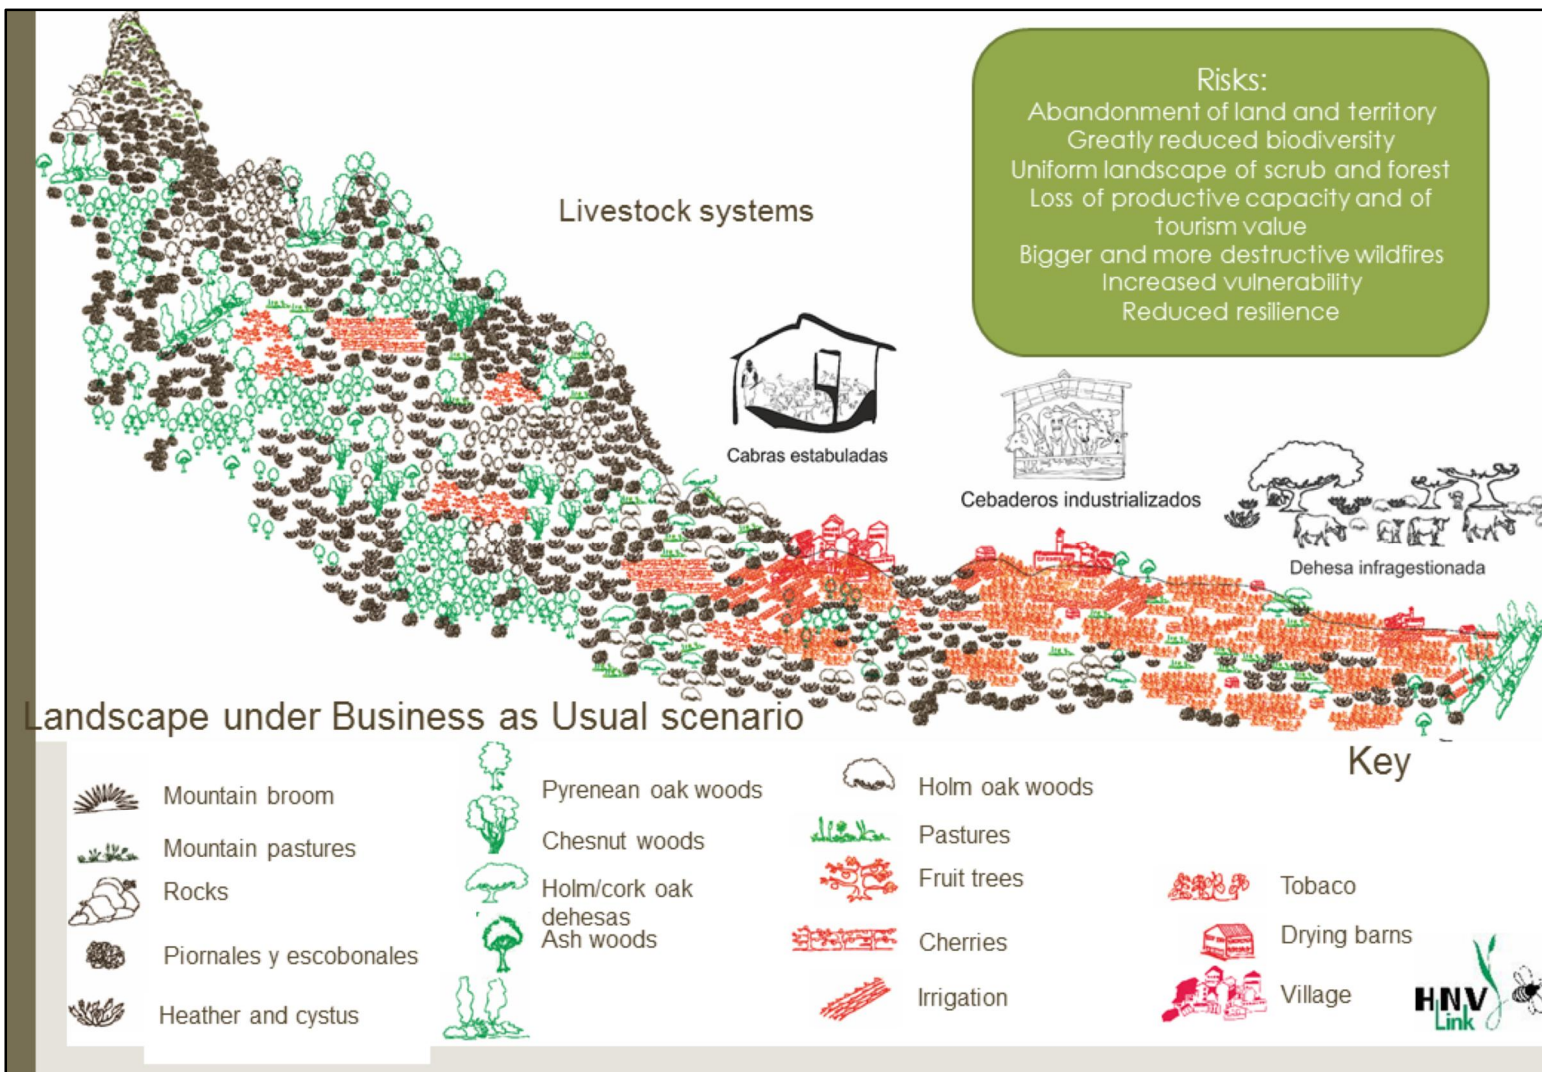 Risks:
Abandonment of land and territory
Greatly reduced biodiversity
Uniform landscape of scrub and forest
Loss of productive capacity and of
tourism value
Bigger and more destructive wildfires
Increased vulnerability
Reduced resilience
Livestock systems
Cabras estabuladas
Cebaderos industrializados
Dehesa infragestionada
Landscape under Business as Usual scenario
Key
Mountain broom
Mountain pastures
Rocks
Piornales y escobonales
Heather and cystus
Pyrenean oak woods
Chesnut woods
Holm/cork oak
dehesas
Ash woods
Holm oak woods
Pastures
Fruit trees
Cherries
Irrigation
Tobaco
Drying barns
Village
HNV
Link